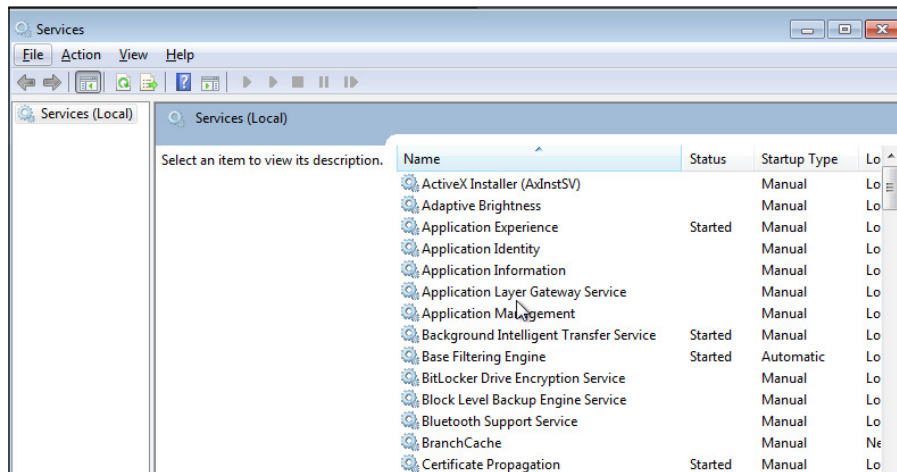 Services
File Action View Help
Services (Local)
Services (Local)
Select an item to view its description.
Name Status Startup Type Lo
ActiveX Installer (AxInstSV) Manual Lo
Adaptive Brightness Manual Lo
Application Experience Started Manual Lo
Application Identity Manual Lo
Application Information Manual Lo
Application Layer Gateway Service Manual Lo
Application Management Manual Lo
Background Intelligent Transfer Service Started Manual Lo
Base Filtering Engine Started Automatic Lo
BitLocker Drive Encryption Service Manual Lo
Block Level Backup Engine Service Manual Lo
Bluetooth Support Service Manual Lo
BranchCache Manual Ne
Certificate Propagation Started Manual Lo